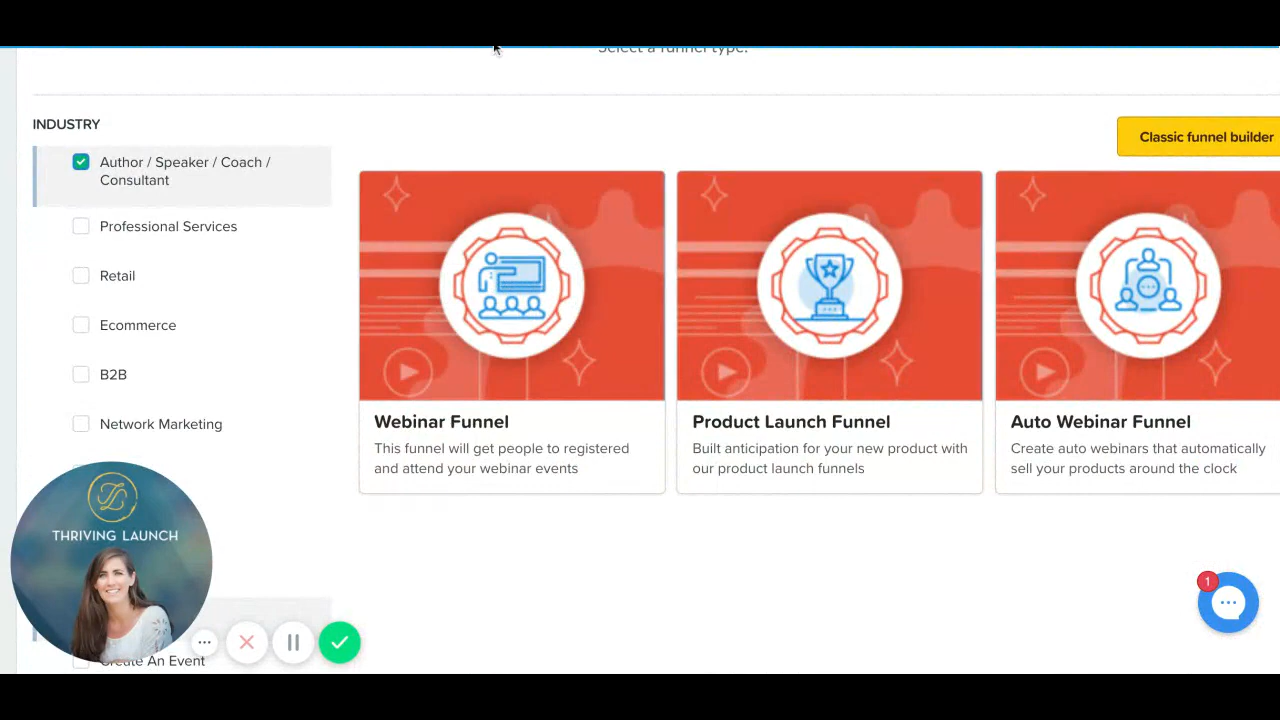 Select a funnel type.
INDUSTRY
Classic funnel builder
Author / Speaker / Coach /
Consultant
Professional Services
Retail
Ecommerce
B2B
Network Marketing
Webinar Funnel
This funnel will get people to registered
and attend your webinar events
Product Launch Funnel
Built anticipation for your new product with
our product launch funnels
Auto Webinar Funnel
Create auto webinars that automatically
sell your products around the clock
THRIVING LAUNCH
1
Create An Event